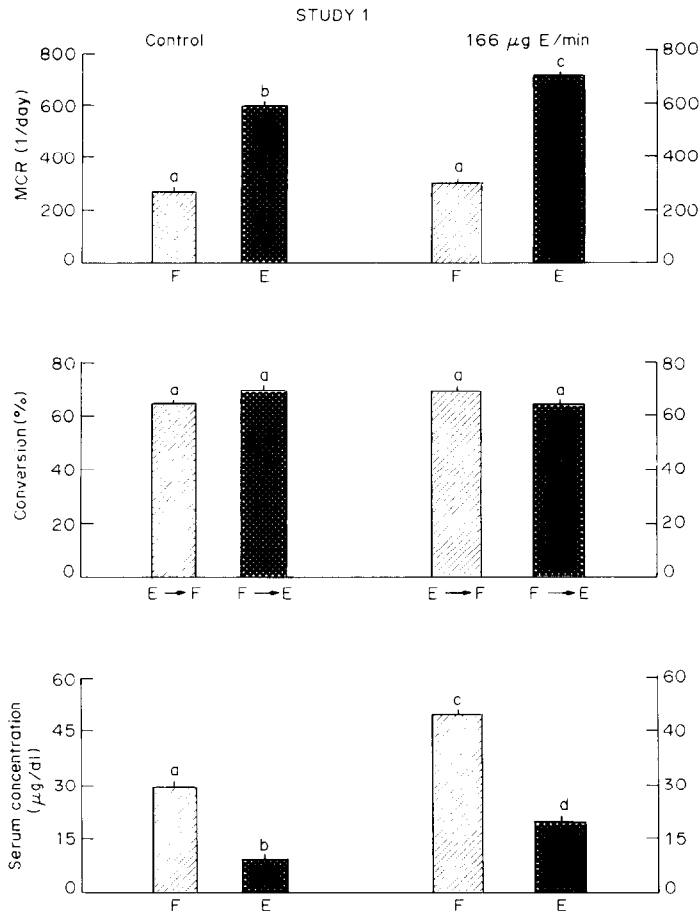 STUDY 1
Control 166 μg E/min
MCR (1/day)
800
600
400
200
0
a
b
a
c
800
600
400
200
0
F E F E
Conversion (%)
80
60
40
20
0
a
a
a
a
80
60
40
20
0
E → F F → E E → F F → E
Serum concentration
(μg/dl)
60
45
30
15
0
a
b
c
d
60
40
30
15
0
F E F E